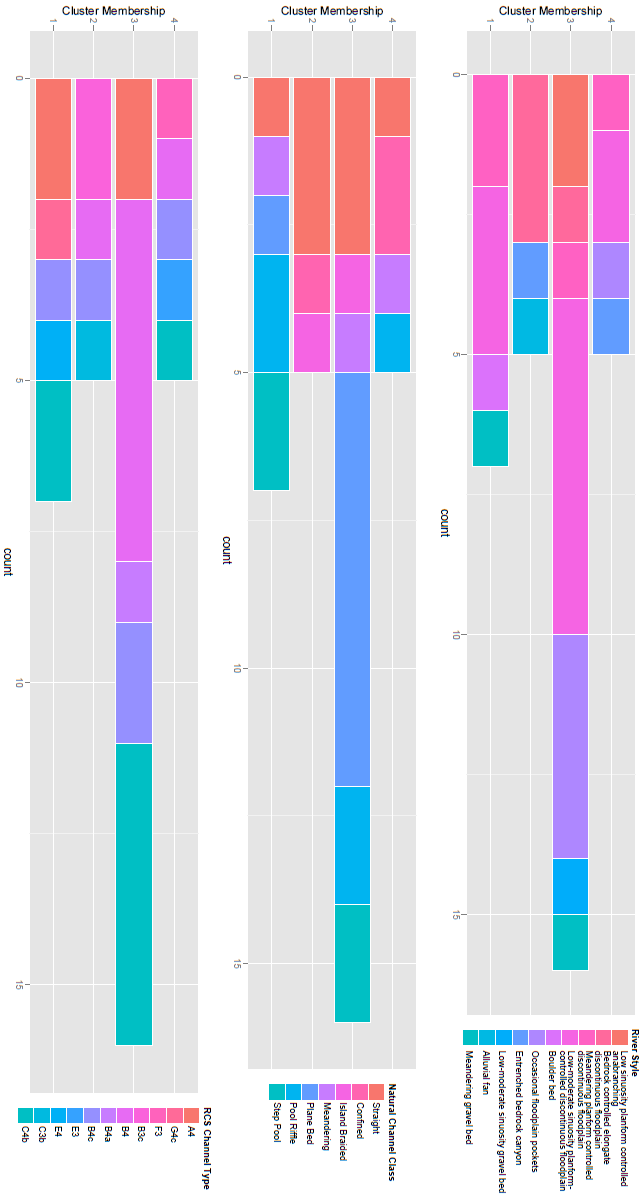 Cluster Membership
4
3
2
1
0
5
10
15
count
River Style
Low sinuosity planform controlled
anabranching
Bedrock controlled elongate
discontinuous floodplain
Meandering planform controlled
discontinuous floodplain
Low-moderate sinuosity planform-
controlled discontinuous floodplain
Boulder bed
Occasional floodplain pockets
Entrenched bedrock canyon
Low-moderate sinuosity gravel bed
Alluvial fan
Meandering gravel bed
Cluster Membership
4
3
2
1
0
5
10
15
count
Natural Channel Class
Straight
Confined
Island Braided
Meandering
Plane Bed
Pool Riffle
Step Pool
Cluster Membership
4
3
2
1
0
5
10
15
count
RCS Channel Type
A4
G4c
F3
B3c
B4
B4a
B4c
E3
E4
C3b
C4b